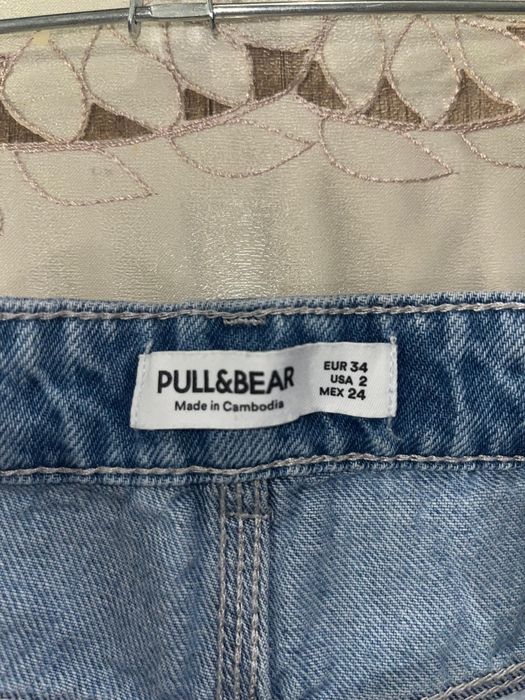 PULL&BEAR
Made in Cambodia
EUR 34
USA 2
MEX 24